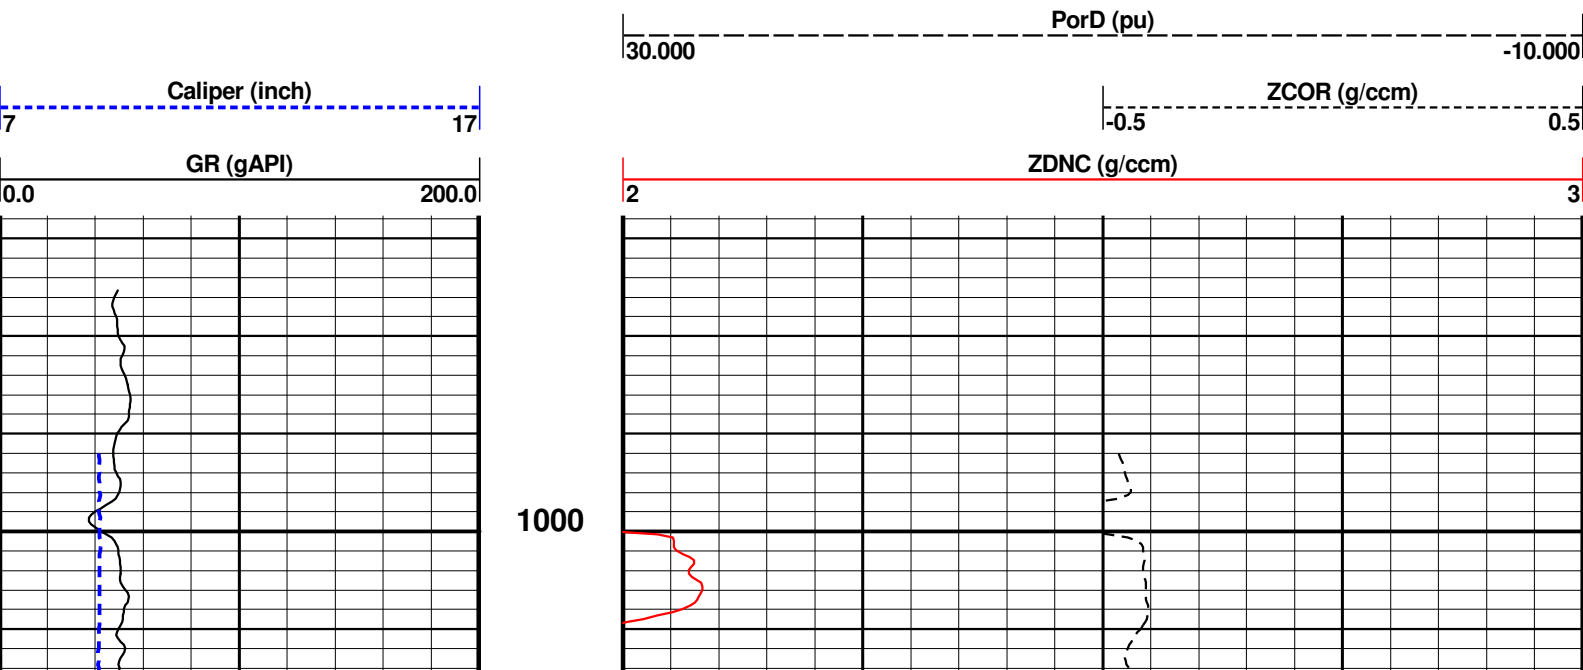 PorD (pu)
30.000 -10.000
Caliper (inch) ZCOR (g/ccm)
7 17 -0.5 0.5
GR (gAPI) ZDNC (g/ccm)
0.0 200.0 2 3
1000